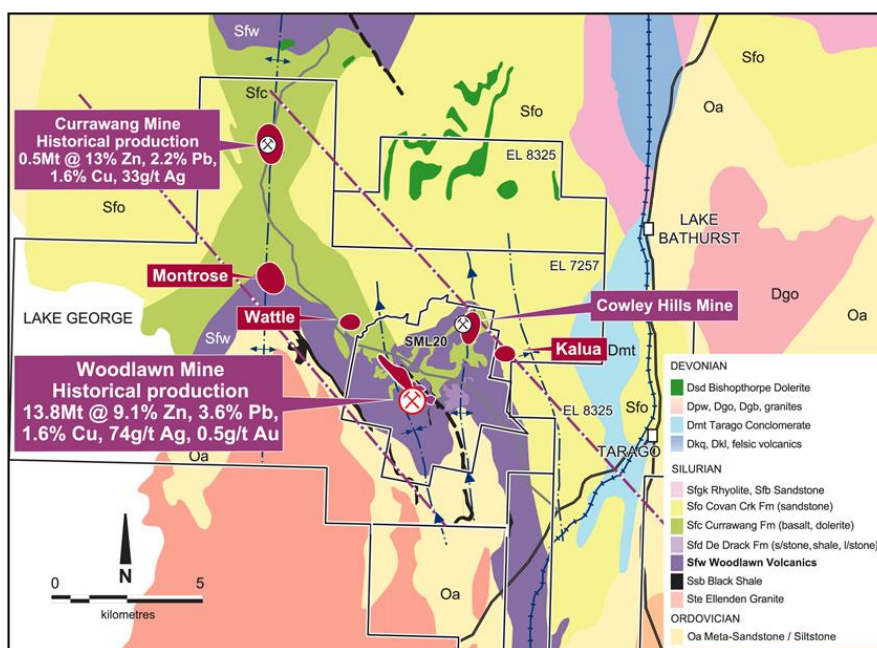 Sfw
Sfc
Sfo
Oa
Sfo
Currawang Mine
Historical production
0.5Mt @ 13% Zn, 2.2% Pb,
1.6% Cu, 33g/t Ag
Sfo
EL 8325
LAKE
BATHURST
EL 7257
Montrose
Dgo
Oa
LAKE GEORGE
Wattle
Cowley Hills Mine
Sfw
SML20
Kalua
Dmt
Woodlawn Mine
Historical production
13.8Mt @ 9.1% Zn, 3.6% Pb,
1.6% Cu, 74g/t Ag, 0.5g/t Au
EL 8325
Sfo
TARAGO
Oa
Oa
Oa
N
0 5
kilometres
DEVONIAN
Dsd Bishopthorpe Dolerite
Dpw, Dgo, Dgb, granites
Dmt Tarago Conclomerate
Dkq, Dkl, felsic volcanics
SILURIAN
Sfgk Rhyolite, Sfb Sandstone
Sfo Covan Crk Fm (sandstone)
Sfc Currawang Fm (basalt, dolerite)
Sfd De Drack Fm (s/stone, shale, l/stone)
Sfw Woodlawn Volcanics
Ssb Black Shale
Ste Ellenden Granite
ORDOVICIAN
Oa Meta-Sandstone / Siltstone